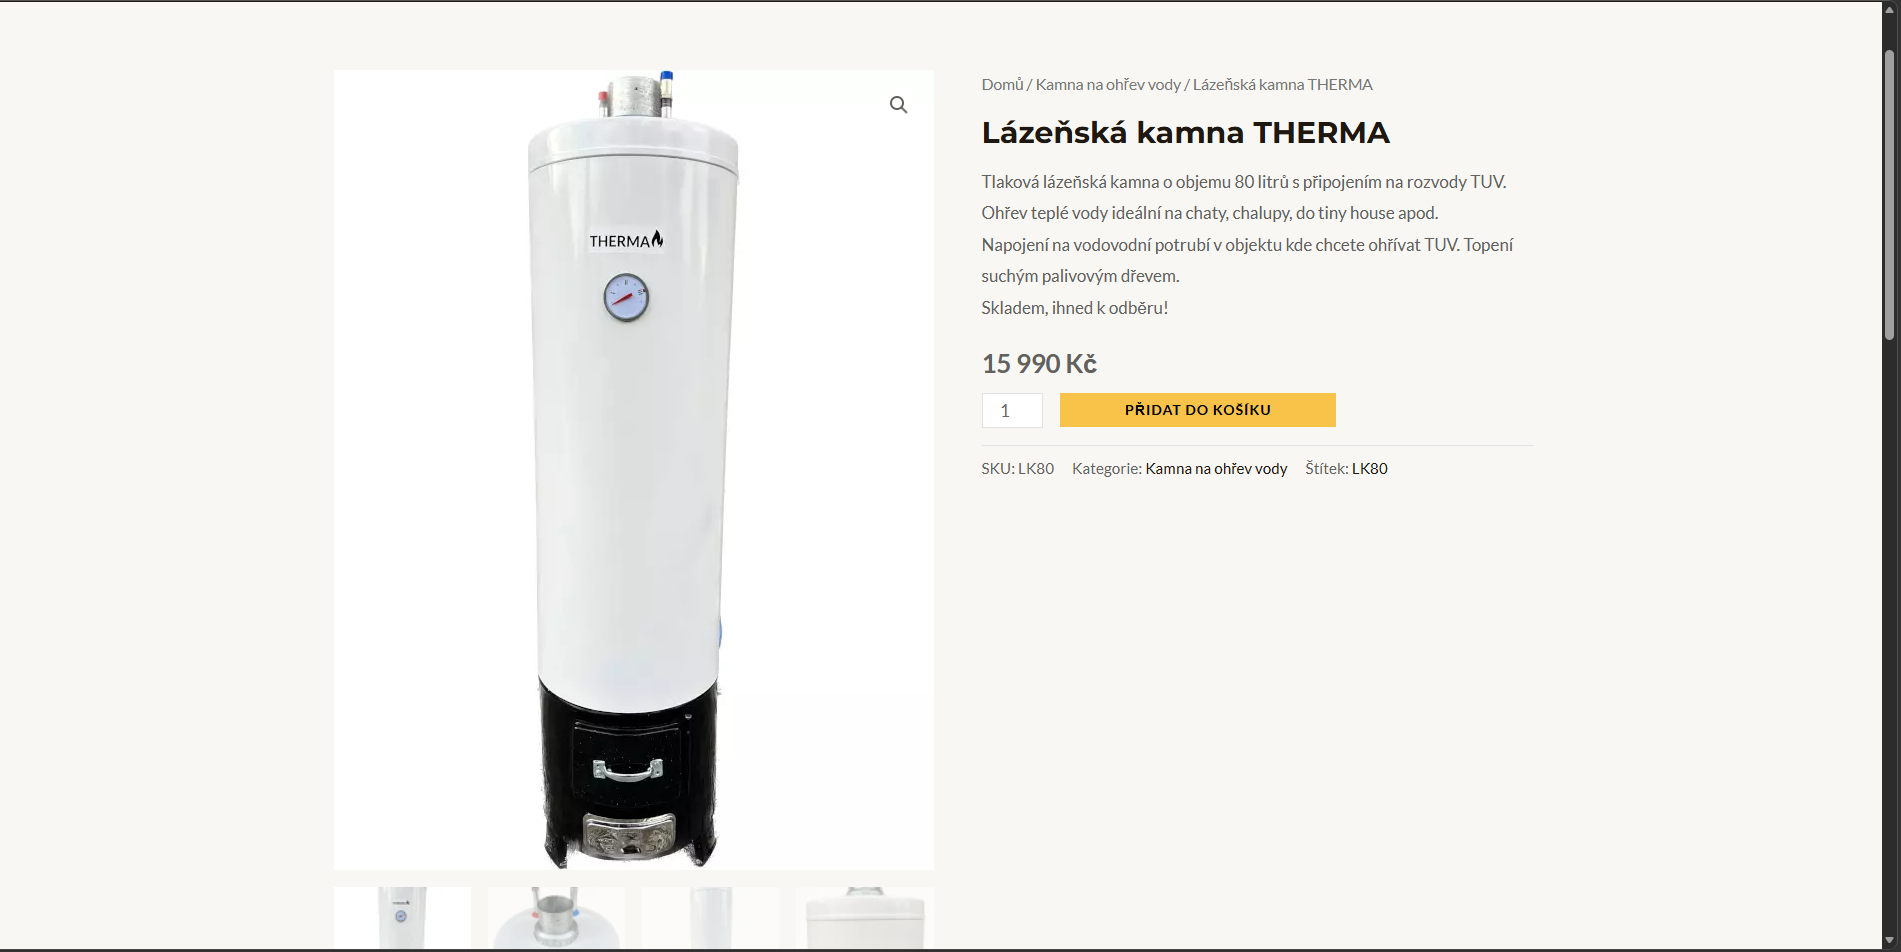 Domů / Kamna na ohřev vody / Lázeňská kamna THERMA
Lázeňská kamna THERMA
Tlaková lázeňská kamna o objemu 80 litrů s připojením na rozvody TUV.
Ohřev teplé vody ideální na chaty, chalupy, do tiny house apod.
Napojení na vodovodní potrubí v objektu kde chcete ohřívat TUV. Topení
suchým palivovým dřevem.
Skladem, ihned k odběru!
15 990 Kč
1
PŘIDAT DO KOŠÍKU
SKU: LK80 Kategorie: Kamna na ohřev vody Štítek: LK80
THERMA